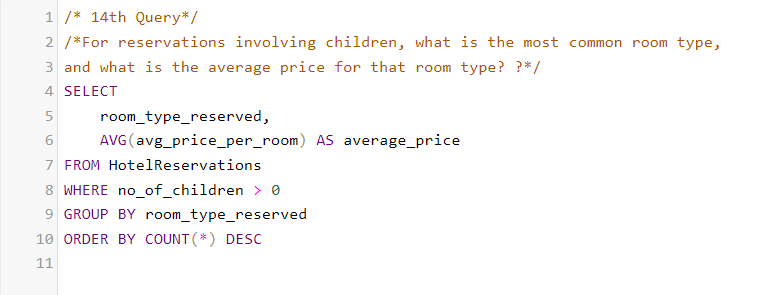 1 /* 14th Query*/
2 /*For reservations involving children, what is the most common room type,
3 and what is the average price for that room type? ?*/
4 SELECT
5     room_type_reserved,
6     AVG(avg_price_per_room) AS average_price
7 FROM HotelReservations
8 WHERE no_of_children > 0
9 GROUP BY room_type_reserved
10 ORDER BY COUNT(*) DESC
11